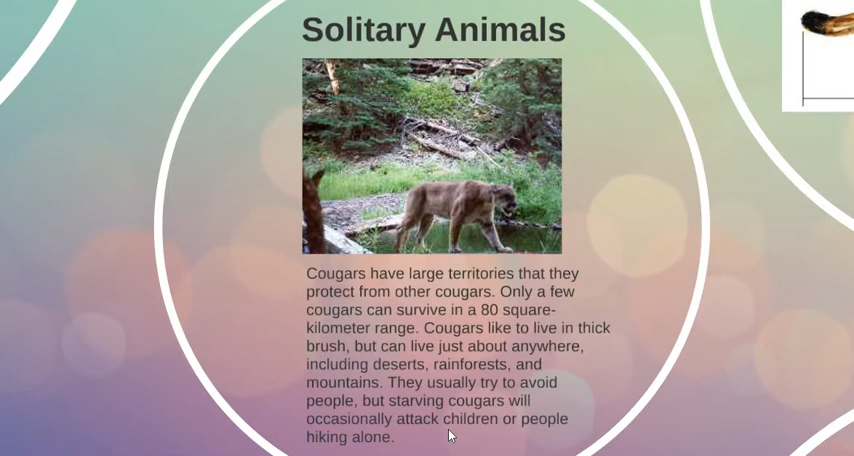 Solitary Animals
Cougars have large territories that they
protect from other cougars. Only a few
cougars can survive in a 80 square-
kilometer range. Cougars like to live in thick
brush, but can live just about anywhere,
including deserts, rainforests, and
mountains. They usually try to avoid
people, but starving cougars will
occasionally attack children or people
hiking alone.